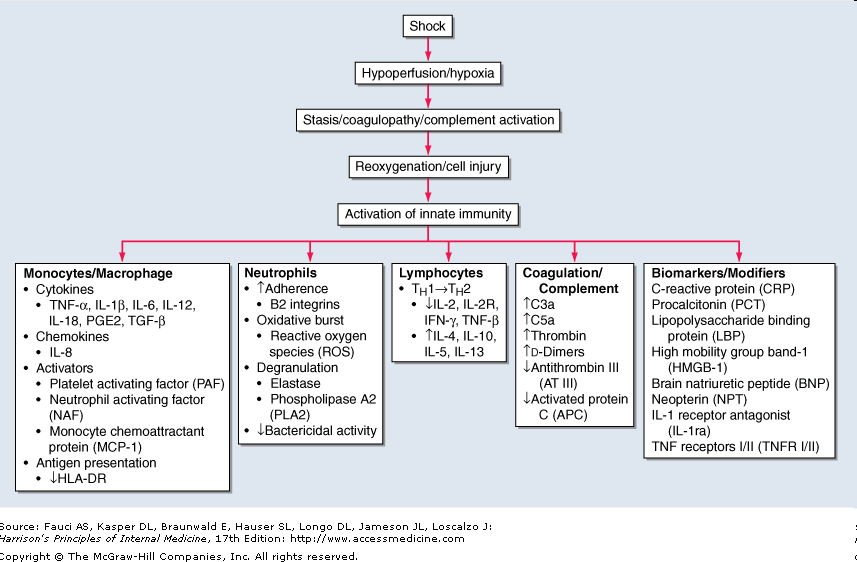 Shock
Hypoperfusion/hypoxia
Stasis/coagulopathy/complement activation
Reoxygenation/cell injury
Activation of innate immunity
Monocytes/Macrophage
• Cytokines
• TNF-α, IL-1β, IL-6, IL-12,
IL-18, PGE2, TGF-β
• Chemokines
• IL-8
• Activators
• Platelet activating factor (PAF)
• Neutrophil activating factor
(NAF)
• Monocyte chemoattractant
protein (MCP-1)
• Antigen presentation
• ↓HLA-DR
Neutrophils
• ↑Adherence
• B2 integrins
• Oxidative burst
• Reactive oxygen
species (ROS)
• Degranulation
• Elastase
• Phospholipase A2
(PLA2)
• ↓Bactericidal activity
Lymphocytes
• TH1→TH2
• ↓IL-2, IL-2R,
IFN-γ, TNF-β
• ↑IL-4, IL-10,
IL-5, IL-13
Coagulation/
Complement
↑C3a
↑C5a
↑Thrombin
↑D-Dimers
↓Antithrombin III
(AT III)
↓Activated protein
C (APC)
Biomarkers/Modifiers
C-reactive protein (CRP)
Procalcitonin (PCT)
Lipopolysaccharide binding
protein (LBP)
High mobility group band-1
(HMGB-1)
Brain natriuretic peptide (BNP)
Neopterin (NPT)
IL-1 receptor antagonist
(IL-1ra)
TNF receptors I/II (TNFR I/II)
Source: Fauci AS, Kasper DL, Braunwald E, Hauser SL, Longo DL, Jameson JL, Loscalzo J:
Harrison's Principles of Internal Medicine, 17th Edition: http://www.accessmedicine.com
Copyright © The McGraw-Hill Companies, Inc. All rights reserved.